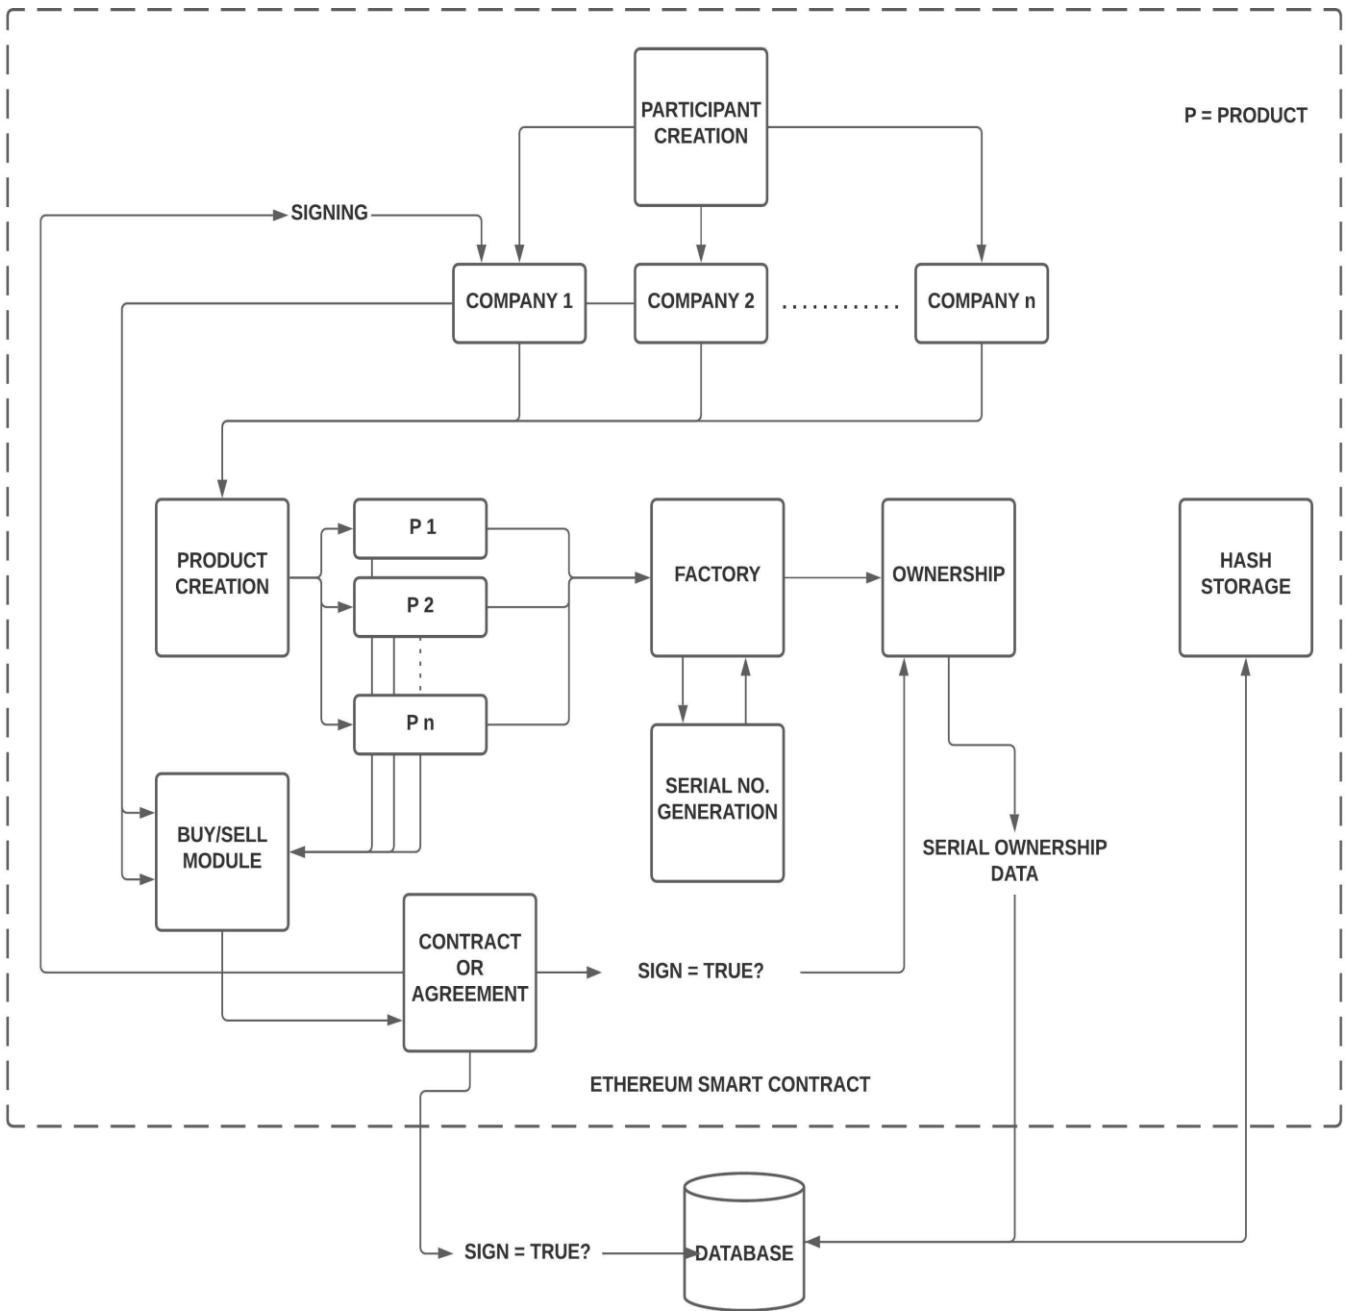 PARTICIPANT
CREATION
P = PRODUCT
SIGNING
COMPANY 1
COMPANY 2
............
COMPANY n
PRODUCT
CREATION
P 1
P 2
P n
FACTORY
OWNERSHIP
HASH
STORAGE
SERIAL NO.
GENERATION
BUY/SELL
MODULE
SERIAL OWNERSHIP
DATA
CONTRACT
OR
AGREEMENT
SIGN = TRUE?
ETHEREUM SMART CONTRACT
SIGN = TRUE?
DATABASE